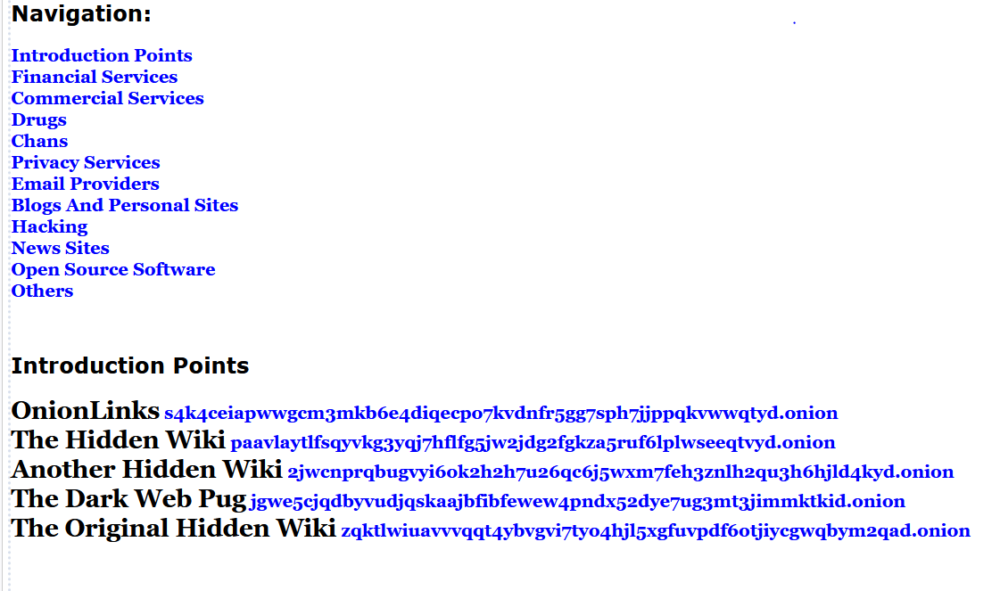 Navigation:
Introduction Points
Financial Services
Commercial Services
Drugs
Chans
Privacy Services
Email Providers
Blogs And Personal Sites
Hacking
News Sites
Open Source Software
Others
Introduction Points
OnionLinks s4k4ceiapwwgcm3mkb6e4diqecpo7kvdnfr5gg7sph7jjppqkvwwqtyd.onion
The Hidden Wiki paavlaytlfsqyvkg3yqj7hflfg5jw2jdg2fgkza5ruf6lplwseeqtvyd.onion
Another Hidden Wiki 2jwcnprqbugvyi6ok2h2h7u26qc6j5wxm7feh3znlh2qu3h6hjld4kyd.onion
The Dark Web Pug jgwe5cjqdbyvudjqskaajbfibfewew4pndx52dye7ug3mt3jimmktkid.onion
The Original Hidden Wiki zqktlwiuavvvqqt4ybvgvi7tyo4hjl5xgfuvpdf6otjiycgwqbym2qad.onion